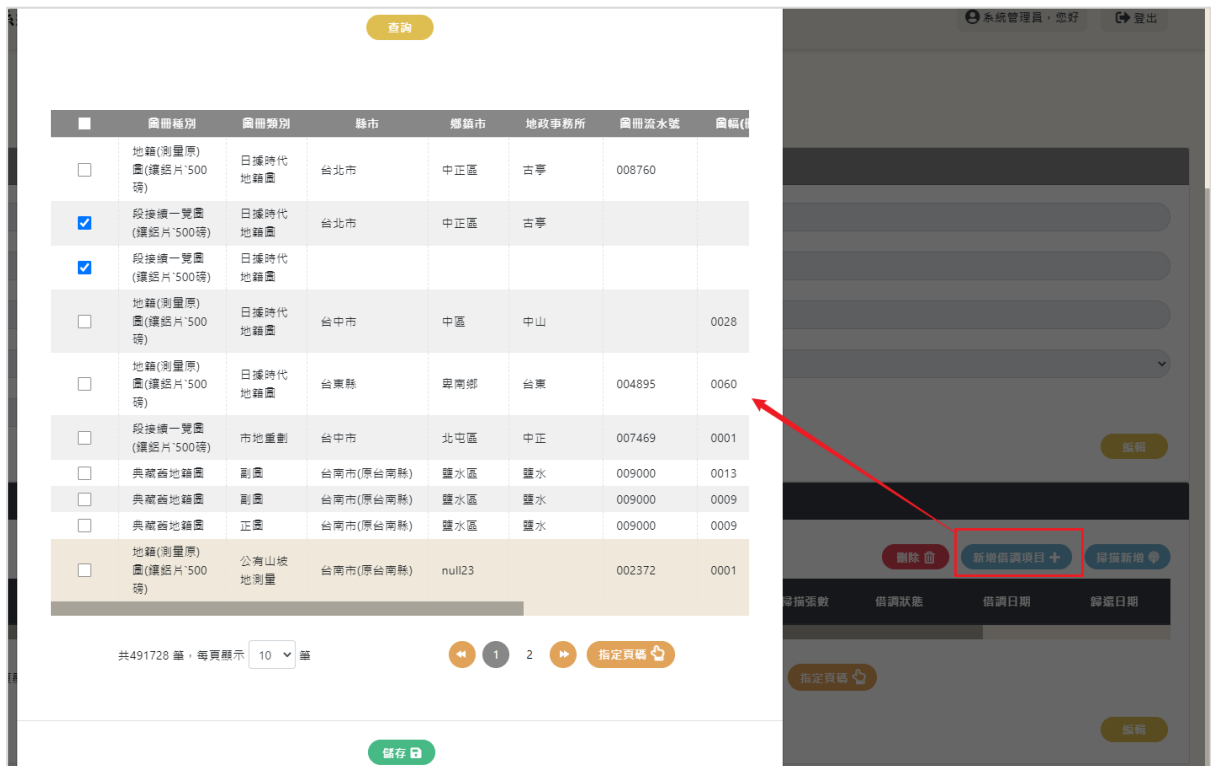 查詢
系統管理員，您好
登出
圖冊種別 圖冊類別 縣市 鄉鎮市 地政事務所 圖冊流水號
地籍(測量原)
圖(鑲鋁片˙500
磅)
日據時代
地籍圖
台北市 中正區 古亭 008760
段接續一覽圖
(鑲鋁片˙500磅)
日據時代
地籍圖
台北市 中正區 古亭
段接續一覽圖
(鑲鋁片˙500磅)
日據時代
地籍圖
地籍(測量原)
圖(鑲鋁片˙500
磅)
日據時代
地籍圖
台中市 中區 中山 0028
地籍(測量原)
圖(鑲鋁片˙500
磅)
日據時代
地籍圖
台東縣 卑南鄉 台東 004895 0060
段接續一覽圖
(鑲鋁片˙500磅)
市地重劃 台中市 北屯區 中正 007469 0001
典藏舊地籍圖 副圖 台南市(原台南縣) 鹽水區 鹽水 009000 0013
典藏舊地籍圖 副圖 台南市(原台南縣) 鹽水區 鹽水 009000 0009
典藏舊地籍圖 正圖 台南市(原台南縣) 鹽水區 鹽水 009000 0009
地籍(測量原)
圖(鑲鋁片˙500
磅)
公有山坡
地測量
台南市(原台南縣) null23 002372 0001
共491728 筆，每頁顯示 10 筆
1 2 指定頁碼
儲存
編輯
刪除 新增借調項目 掃描新增
掃描張數 借調狀態 借調日期 歸還日期
指定頁碼
編輯